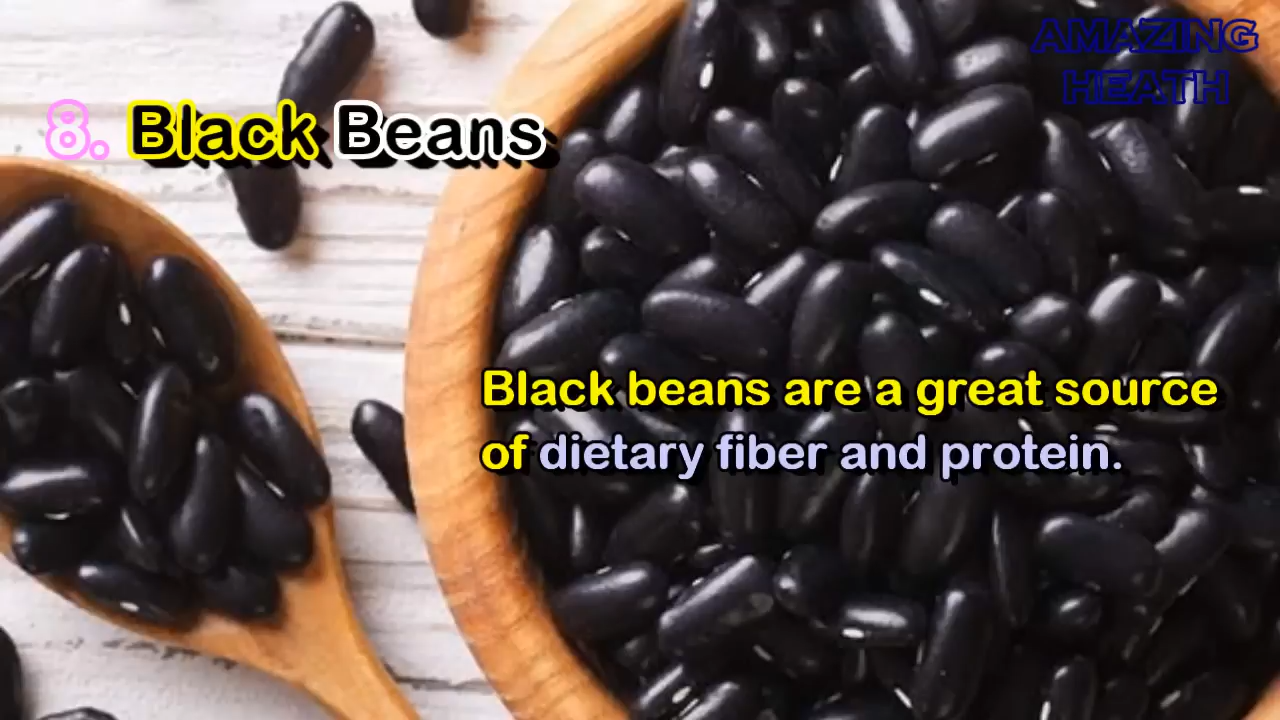 AMAZING
HEATH
8. Black Beans
Black beans are a great source
of dietary fiber and protein.